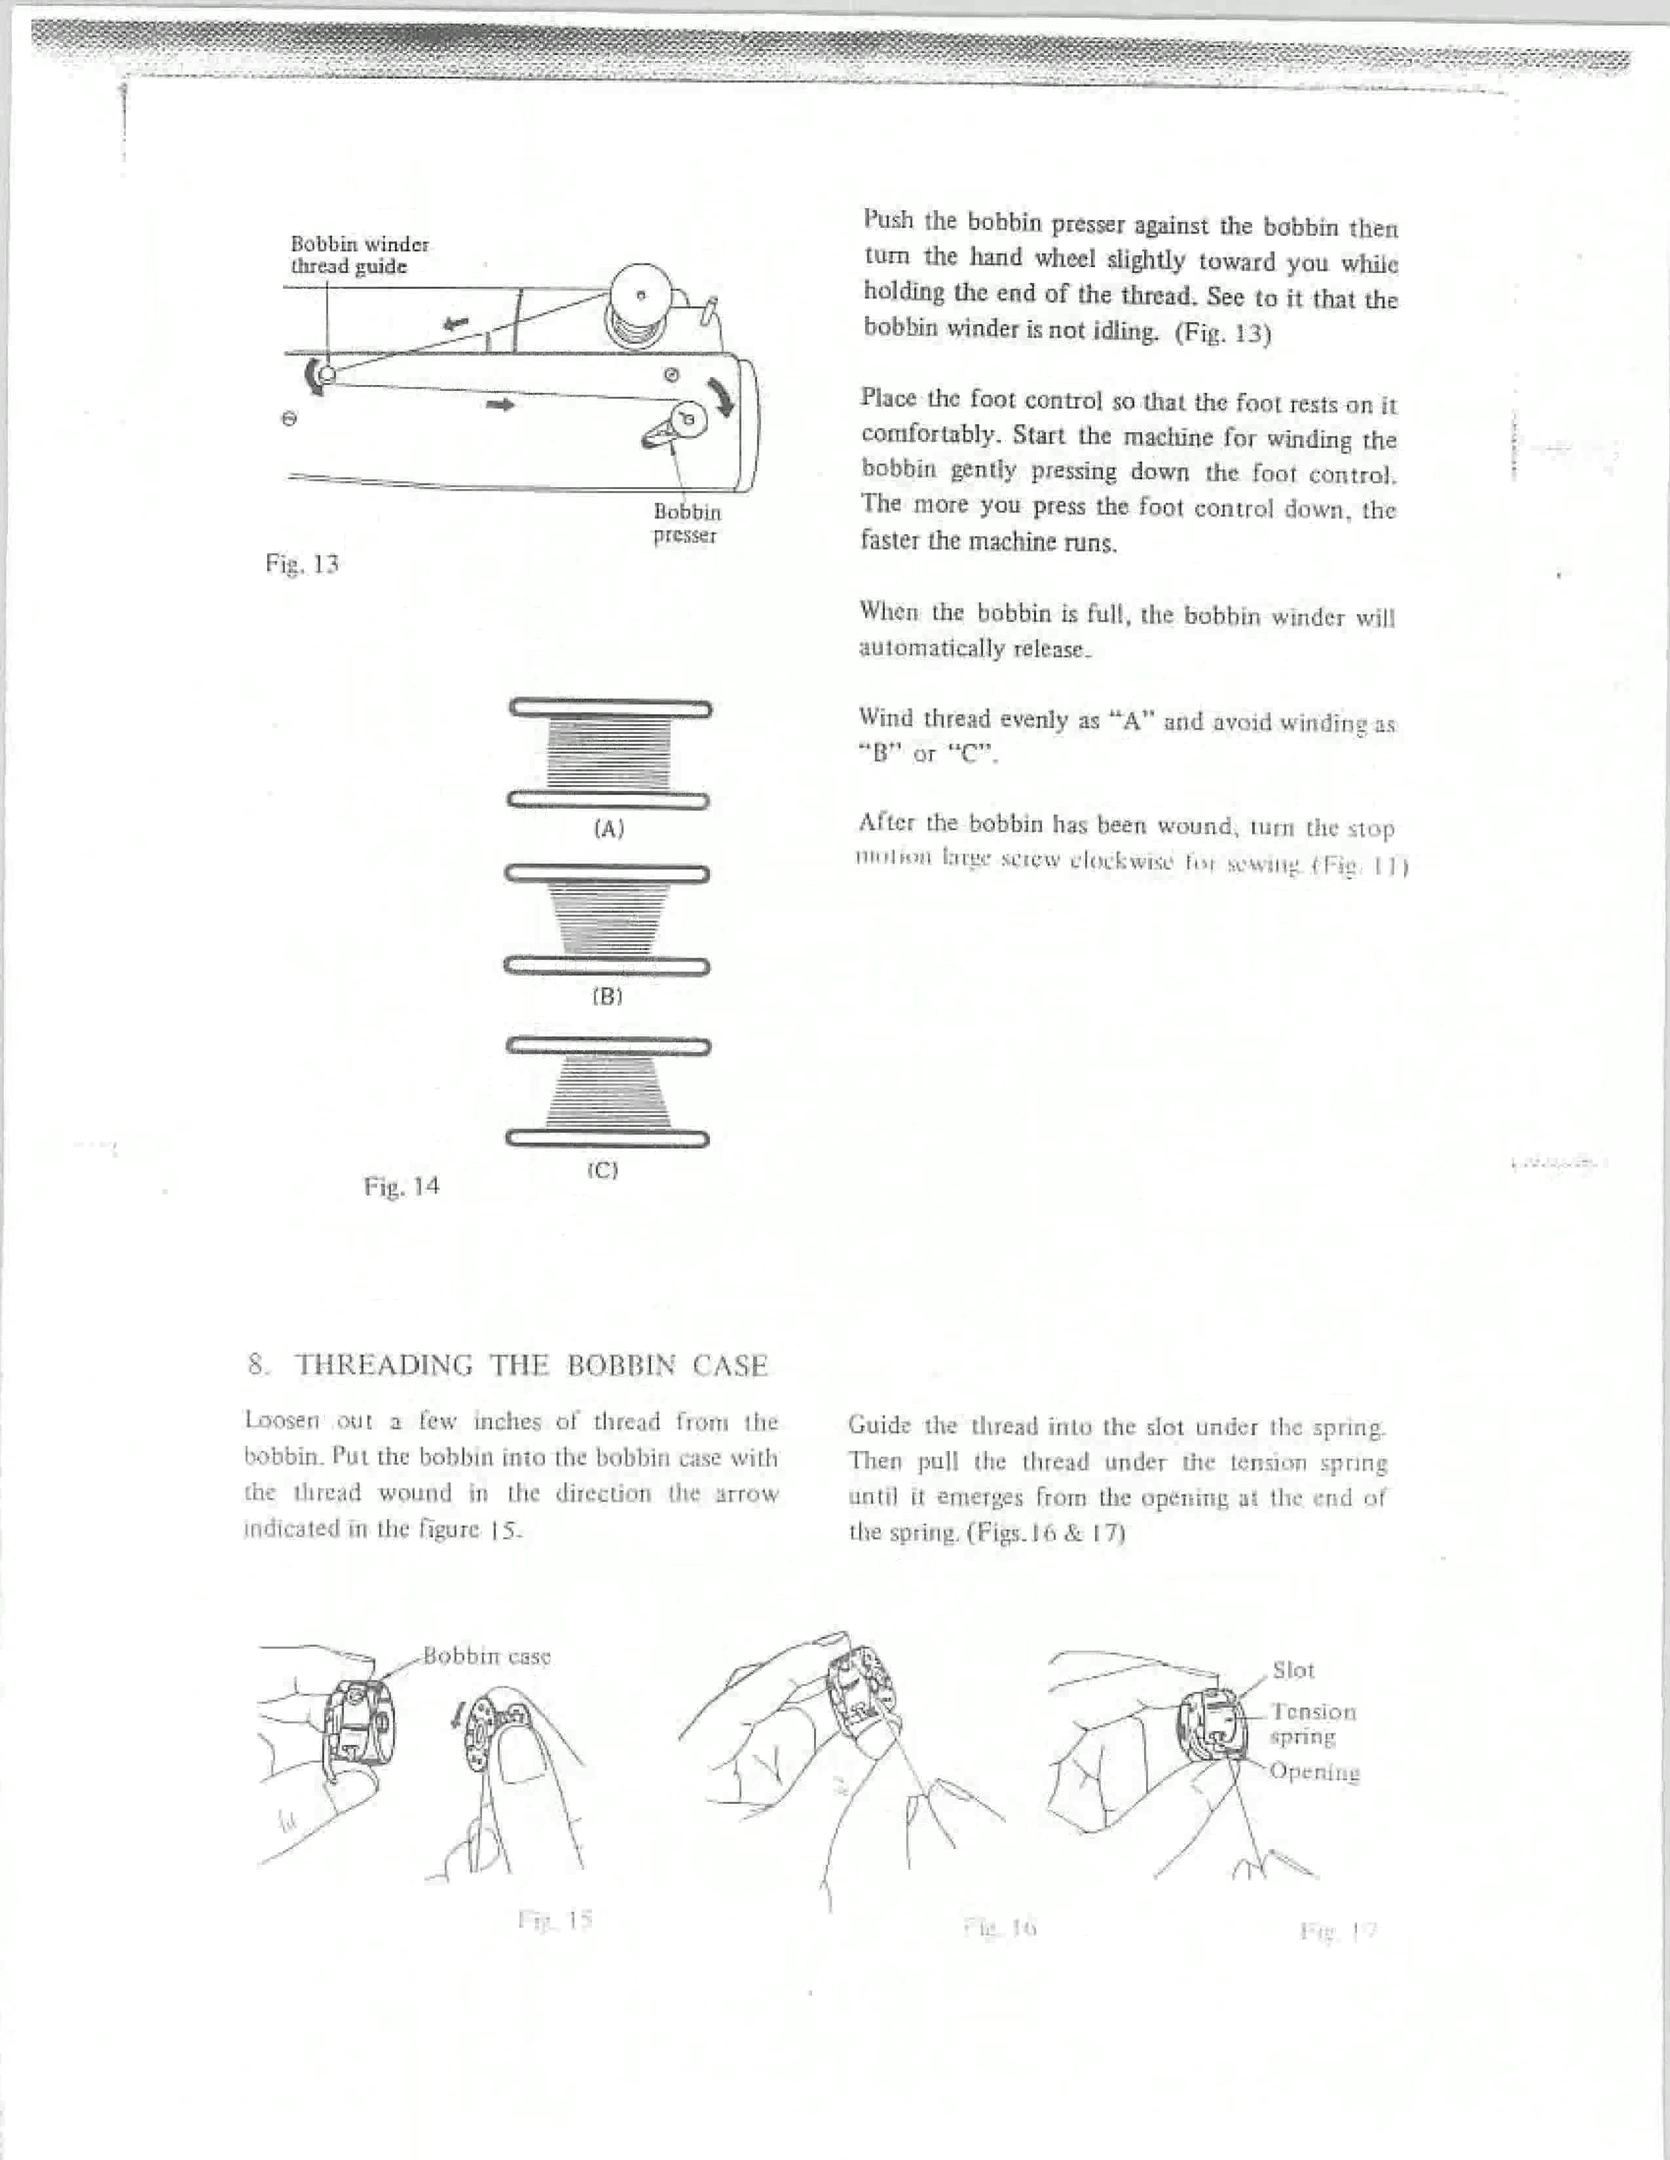 Bobbin winder
thread guide
Bobbin
presser
Fig. 13
Push the bobbin presser against the bobbin then
turn the hand wheel slightly toward you while
holding the end of the thread. See to it that the
bobbin winder is not idling. (Fig. 13)
Place the foot control so that the foot rests on it
comfortably. Start the machine for winding the
bobbin gently pressing down the foot control.
The more you press the foot control down, the
faster the machine runs.
When the bobbin is full, the bobbin winder will
automatically release.
Wind thread evenly as “A” and avoid winding as
“B” or “C”.
After the bobbin has been wound, turn the stop
motion large screw clockwise for sewing. (Fig. 11)
(A)
(B)
(C)
Fig. 14
8. THREADING THE BOBBIN CASE
Loosen out a few inches of thread from the
bobbin. Put the bobbin into the bobbin case with
the thread wound in the direction the arrow
indicated in the figure 15.
Guide the thread into the slot under the spring.
Then pull the thread under the tension spring
until it emerges from the opening at the end of
the spring. (Figs. 16 & 17)
Bobbin case
Slot
Tension
spring
Opening
Fig. 15
Fig. 16
Fig. 17